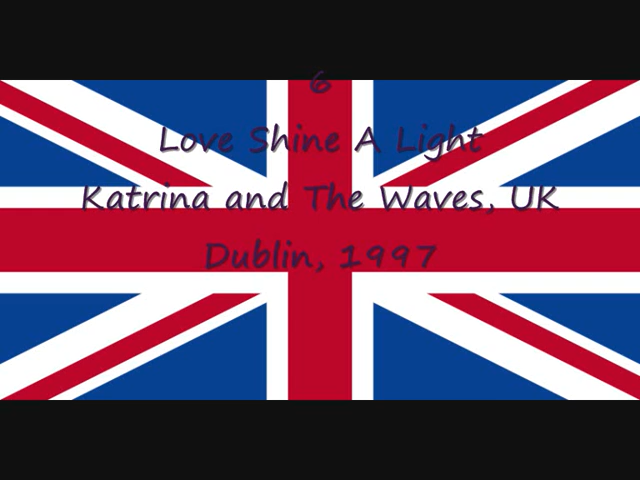 6
Love Shine A Light
Katrina and The Waves, UK
Dublin, 1997